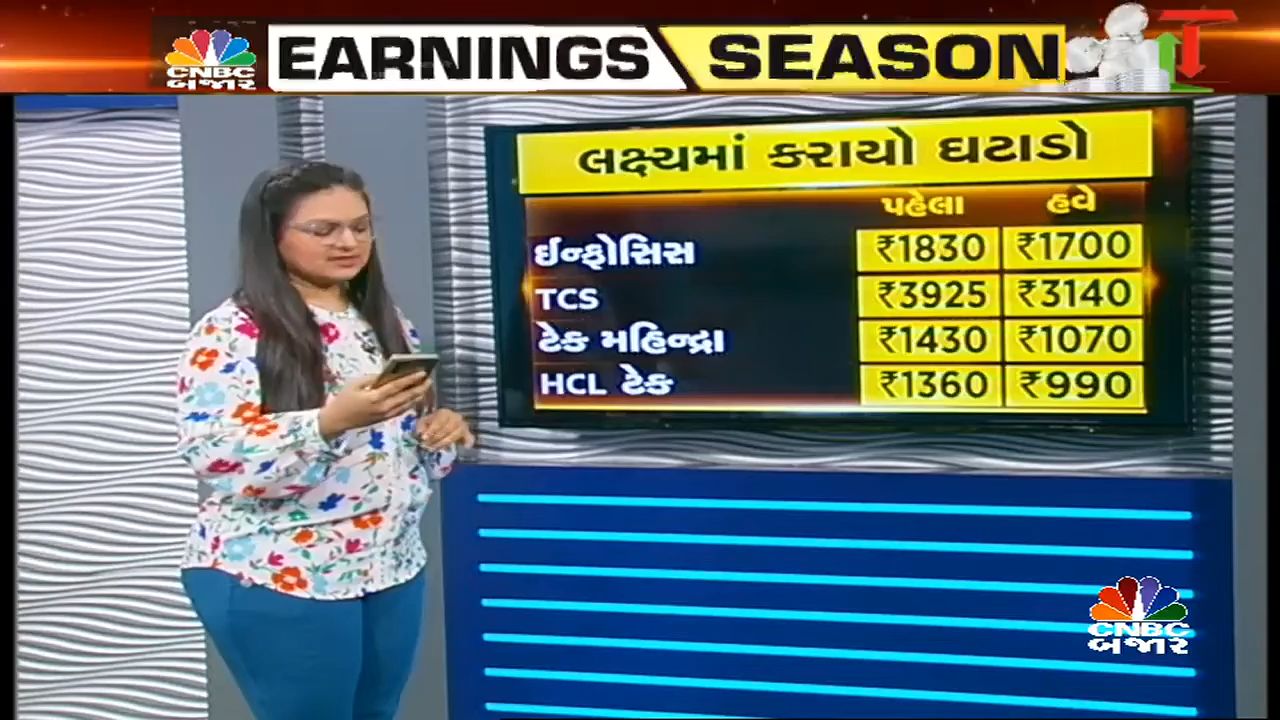 CNBC બજાર EARNINGS SEASON
લક્ષ્યમાં કરાયો ઘટાડો
પહેલા હવે
ઈન્ફોસિસ ₹1830 ₹1700
TCS ₹3925 ₹3140
ટેક મહિન્દ્રા ₹1430 ₹1070
HCL ટેક ₹1360 ₹990
CNBC
બજાર